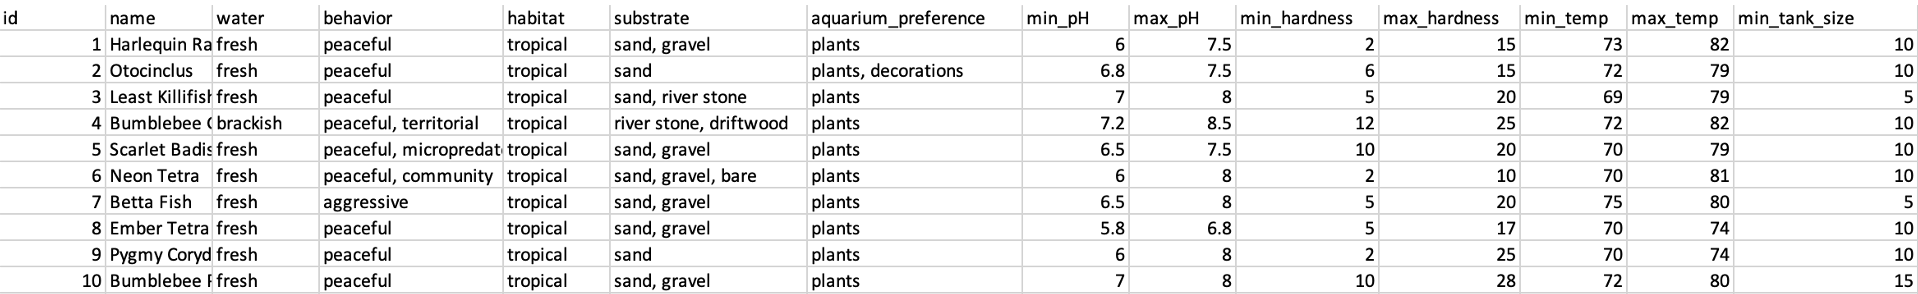 id name water behavior habitat substrate aquarium_preference min_pH max_pH min_hardness max_hardness min_temp max_temp min_tank_size
1 Harlequin Ra fresh peaceful tropical sand, gravel plants 6 7.5 2 15 73 82 10
2 Otocinclus fresh peaceful tropical sand plants, decorations 6.8 7.5 6 15 72 79 10
3 Least Killifish fresh peaceful tropical sand, river stone plants 7 8 5 20 69 79 5
4 Bumblebee brackish peaceful, territorial tropical river stone, driftwood plants 7.2 8.5 12 25 72 82 10
5 Scarlet Badis fresh peaceful, micropredat tropical sand, gravel plants 6.5 7.5 10 20 70 79 10
6 Neon Tetra fresh peaceful, community tropical sand, gravel, bare plants 6 8 2 10 70 81 10
7 Betta Fish fresh aggressive tropical sand, gravel plants 6.5 8 5 20 75 80 5
8 Ember Tetra fresh peaceful tropical sand, gravel plants 5.8 6.8 5 17 70 74 10
9 Pygmy Coryd fresh peaceful tropical sand plants 6 8 2 25 70 74 10
10 Bumblebee fresh peaceful tropical sand, gravel plants 7 8 10 28 72 80 15